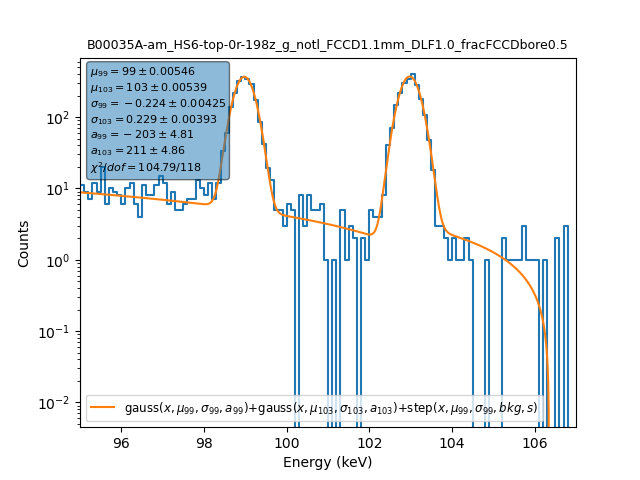 B00035A-am_HS6-top-0r-198z_g_notl_FCCD1.1mm_DLF1.0_fracFCCDbore0.5
μ₉₉ = 99 ± 0.00546
μ₁₀₃ = 103 ± 0.00539
σ₉₉ = −0.224 ± 0.00425
σ₁₀₃ = 0.229 ± 0.00393
a₉₉ = −203 ± 4.81
a₁₀₃ = 211 ± 4.86
χ²/dof = 104.79/118
Counts
10²
10¹
10⁰
10⁻¹
10⁻²
gauss(x, μ₉₉, σ₉₉, a₉₉)+gauss(x, μ₁₀₃, σ₁₀₃, a₁₀₃)+step(x, μ₉₉, σ₉₉, bkg, s)
96 98 100 102 104 106
Energy (keV)